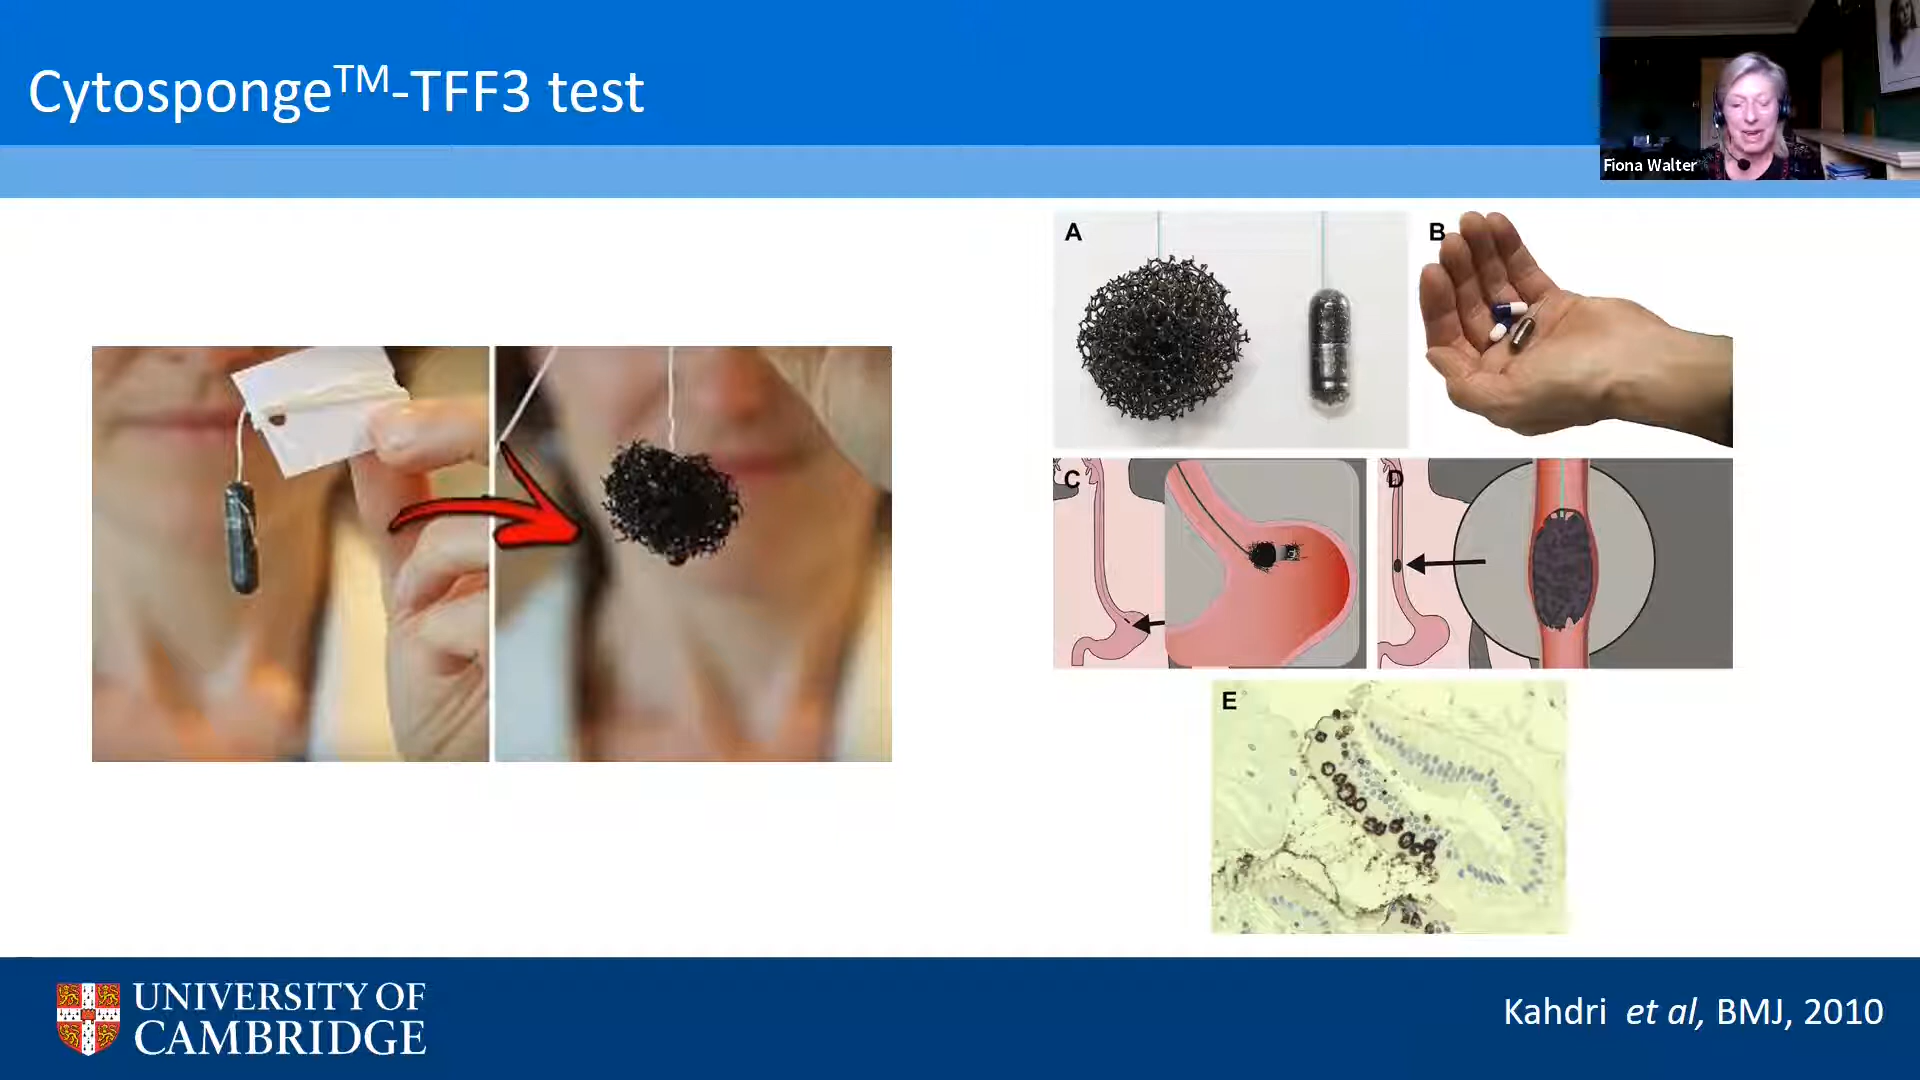 Cytosponge™-TFF3 test
Fiona Walter
A
B
C
D
E
UNIVERSITY OF
CAMBRIDGE
Kahdri et al, BMJ, 2010